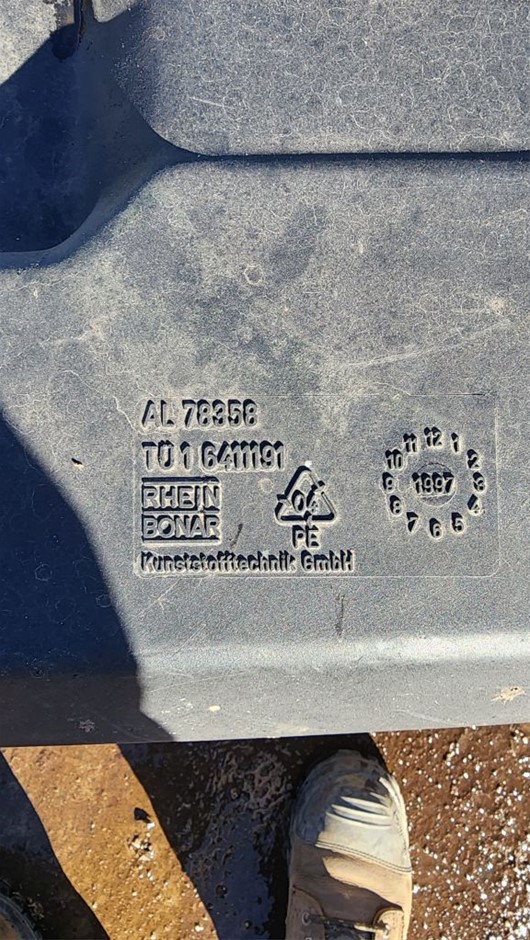 AL 78358
TÜ 1 6411191
RHEIN
BONAR
04
PE
Kunststofftechnik GmbH
12
1
2
3
4
5
6
7
8
9
10
11
1997